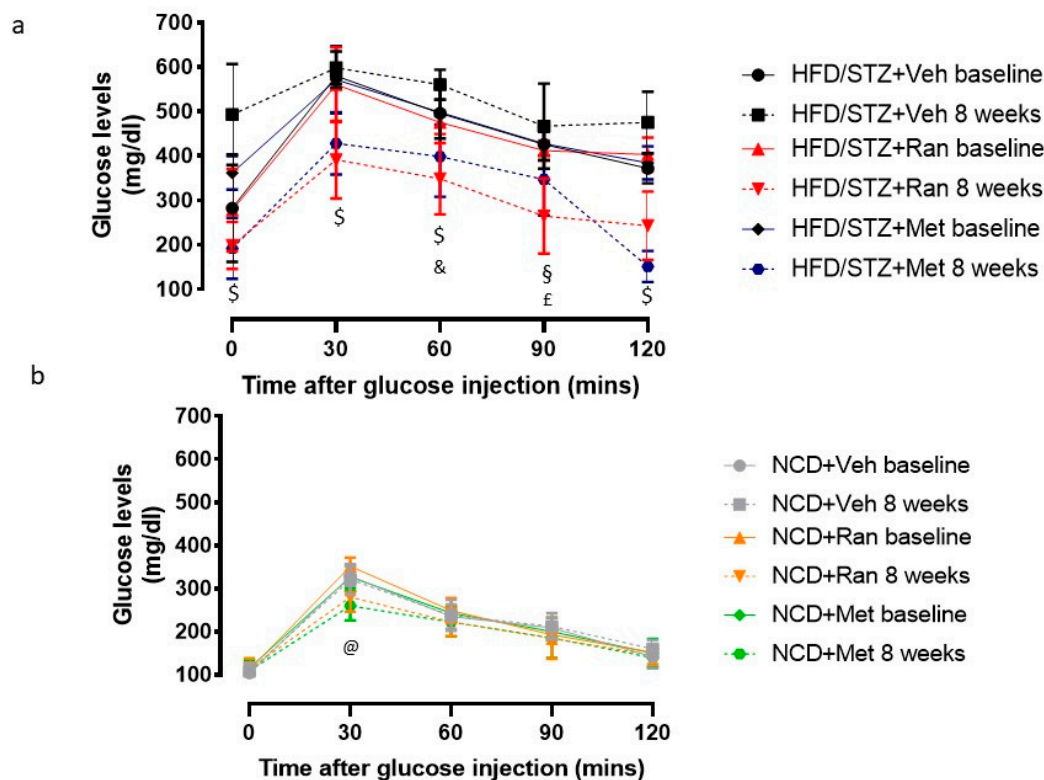 a
700
600
500
400
300
200
100
Glucose levels
(mg/dl)
$
$
$
&
§
£
$
0 30 60 90 120
Time after glucose injection (mins)
HFD/STZ+Veh baseline
HFD/STZ+Veh 8 weeks
HFD/STZ+Ran baseline
HFD/STZ+Ran 8 weeks
HFD/STZ+Met baseline
HFD/STZ+Met 8 weeks
b
700
600
500
400
300
200
100
Glucose levels
(mg/dl)
@
0 30 60 90 120
Time after glucose injection (mins)
NCD+Veh baseline
NCD+Veh 8 weeks
NCD+Ran baseline
NCD+Ran 8 weeks
NCD+Met baseline
NCD+Met 8 weeks